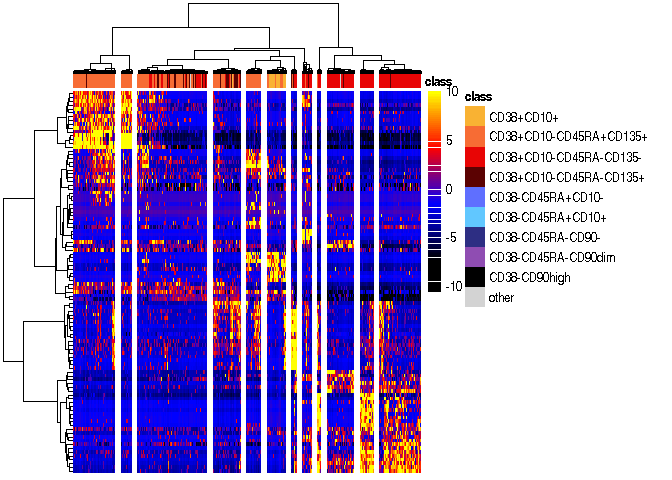 class
10
5
0
-5
-10
class
CD38+CD10+
CD38+CD10-CD45RA+CD135+
CD38+CD10-CD45RA-CD135-
CD38+CD10-CD45RA-CD135+
CD38-CD45RA+CD10-
CD38-CD45RA+CD10+
CD38-CD45RA-CD90-
CD38-CD45RA-CD90dim
CD38-CD90high
other